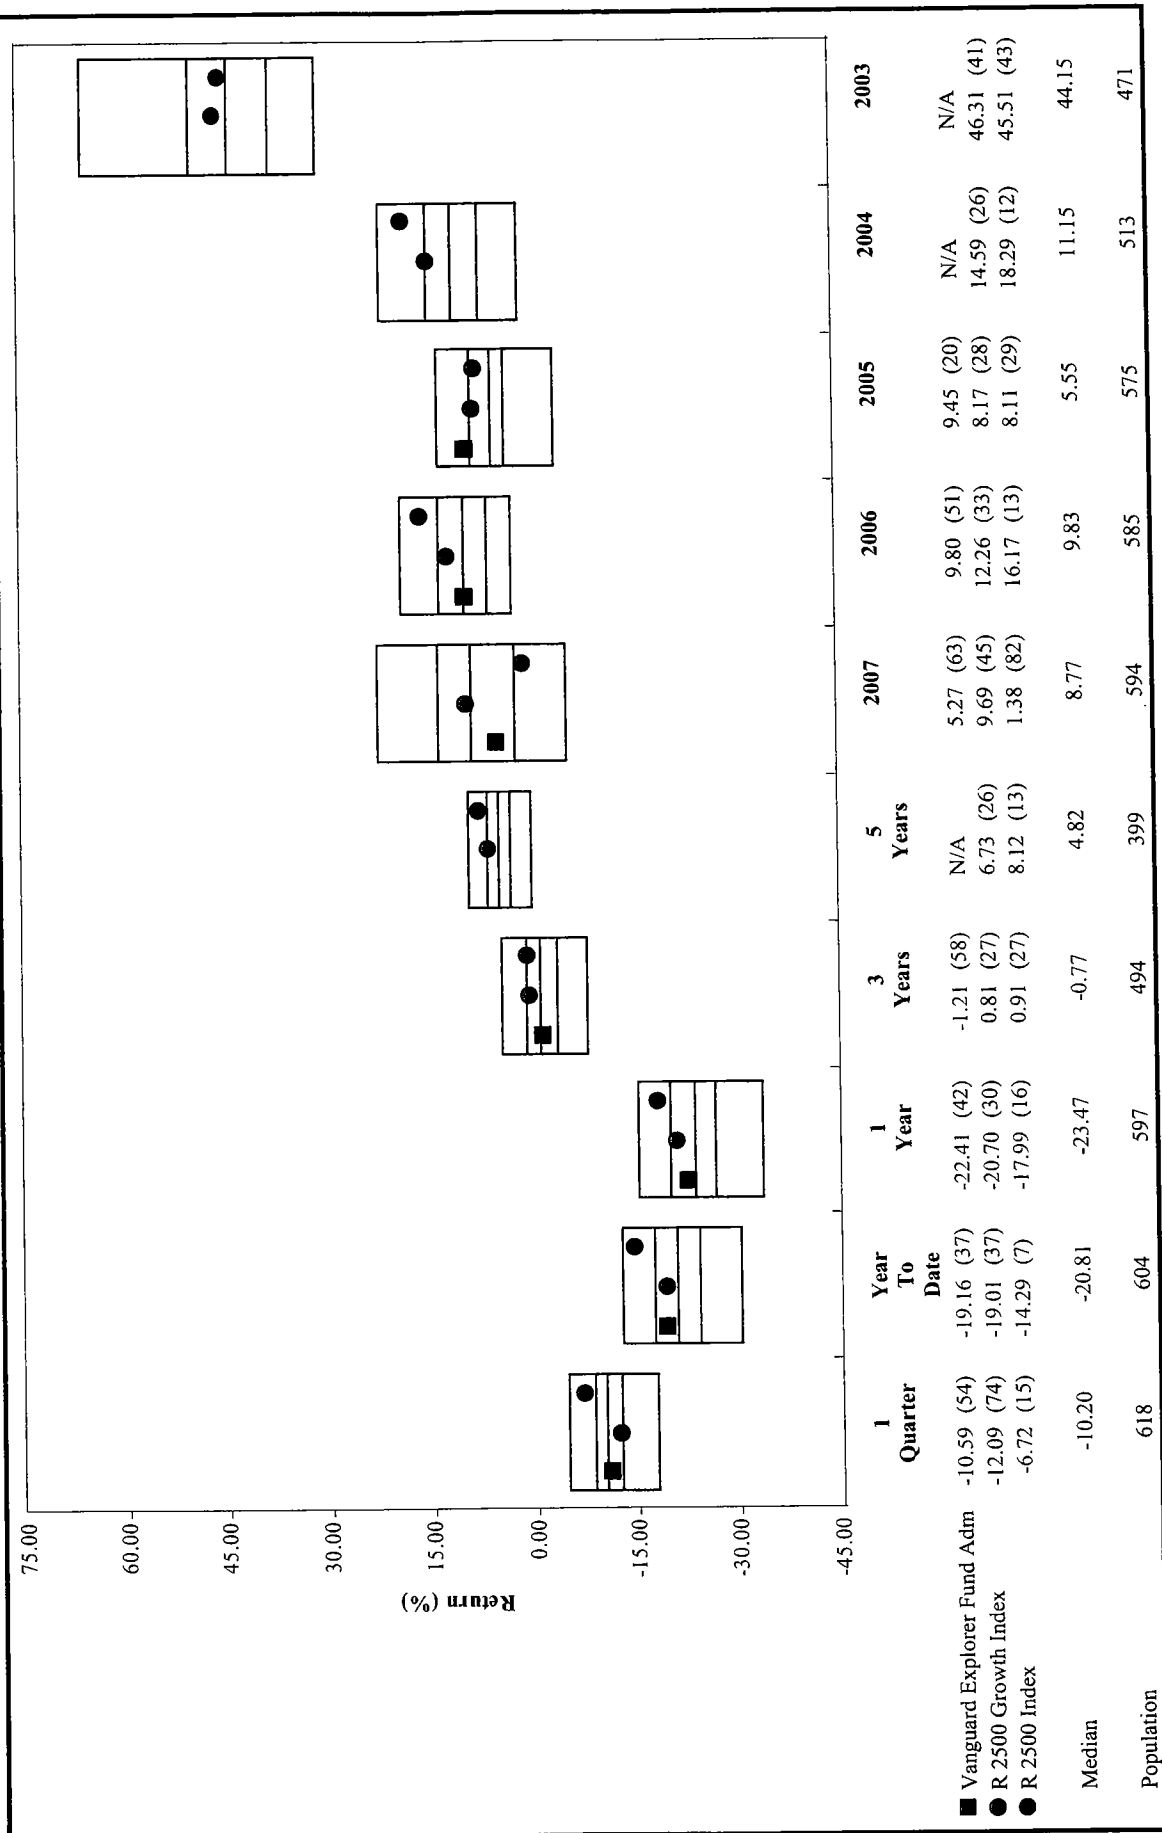 75.00
60.00
45.00
30.00
15.00
0.00
-15.00
-30.00
-45.00
Return (%)
1 Quarter Year To Date 1 Year 3 Years 5 Years 2007 2006 2005 2004 2003
■ Vanguard Explorer Fund Adm -10.59 (54) -19.16 (37) -22.41 (42) -1.21 (58) N/A 5.27 (63) 9.80 (51) 9.45 (20) N/A N/A
● R 2500 Growth Index -12.09 (74) -19.01 (37) -20.70 (30) 0.81 (27) 6.73 (26) 9.69 (45) 12.26 (33) 8.17 (28) 14.59 (26) 46.31 (41)
● R 2500 Index -6.72 (15) -14.29 (7) -17.99 (16) 0.91 (27) 8.12 (13) 1.38 (82) 16.17 (13) 8.11 (29) 18.29 (12) 45.51 (43)
Median -10.20 -20.81 -23.47 -0.77 4.82 8.77 9.83 5.55 11.15 44.15
Population 618 604 597 494 399 594 585 575 513 471